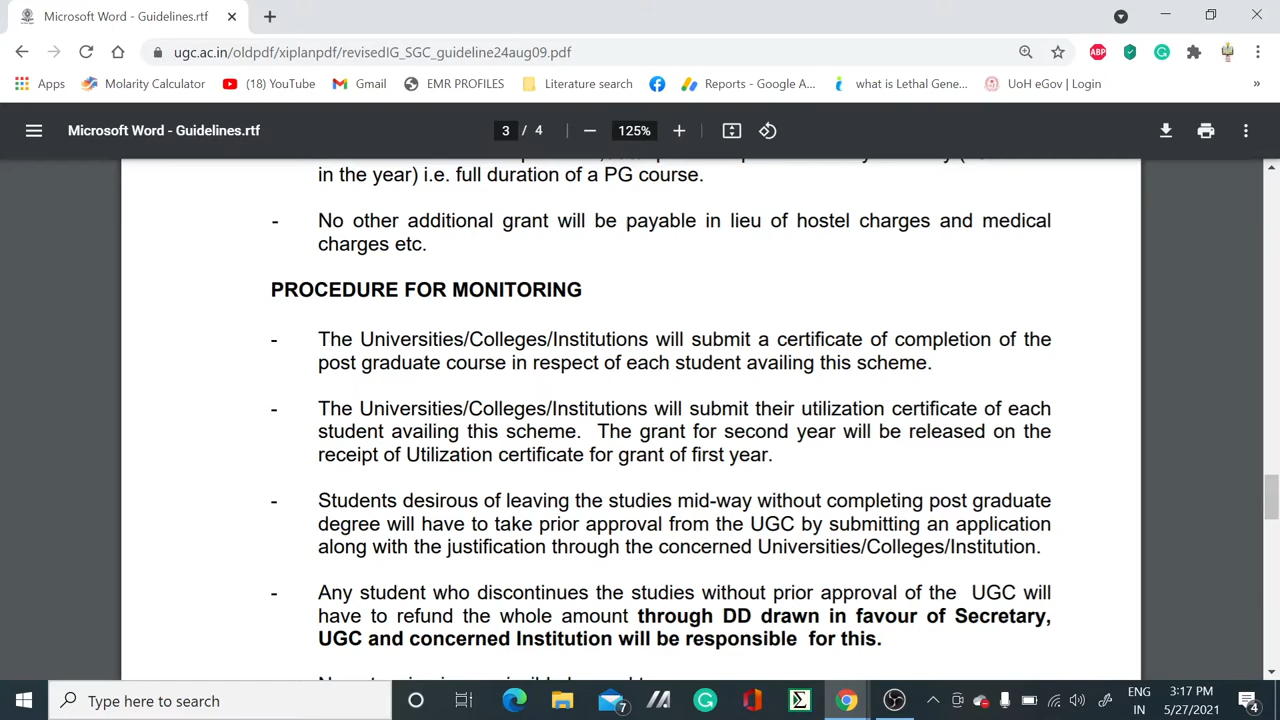 Microsoft Word - Guidelines.rtf
ugc.ac.in/oldpdf/xiplanpdf/revisedIG_SGC_guideline24aug09.pdf
ABP
Apps Molarity Calculator (18) YouTube Gmail EMR PROFILES Literature search Reports - Google A... what is Lethal Gene... UoH eGov | Login »
Microsoft Word - Guidelines.rtf 3 / 4 125%
in the year) i.e. full duration of a PG course.
- No other additional grant will be payable in lieu of hostel charges and medical
charges etc.
PROCEDURE FOR MONITORING
- The Universities/Colleges/Institutions will submit a certificate of completion of the
post graduate course in respect of each student availing this scheme.
- The Universities/Colleges/Institutions will submit their utilization certificate of each
student availing this scheme. The grant for second year will be released on the
receipt of Utilization certificate for grant of first year.
- Students desirous of leaving the studies mid-way without completing post graduate
degree will have to take prior approval from the UGC by submitting an application
along with the justification through the concerned Universities/Colleges/Institution.
- Any student who discontinues the studies without prior approval of the UGC will
have to refund the whole amount through DD drawn in favour of Secretary,
UGC and concerned Institution will be responsible for this.
Type here to search 7 ENG 3:17 PM
IN 5/27/2021 4